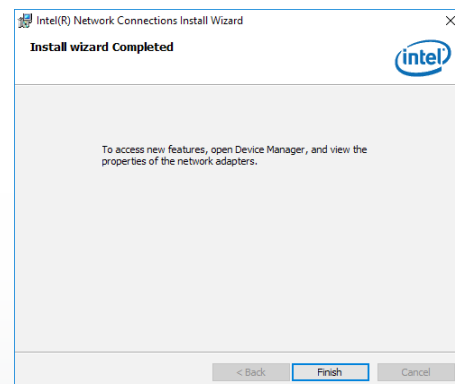 Intel(R) Network Connections Install Wizard
Install wizard Completed
intel
To access new features, open Device Manager, and view the
properties of the network adapters.
< Back
Finish
Cancel